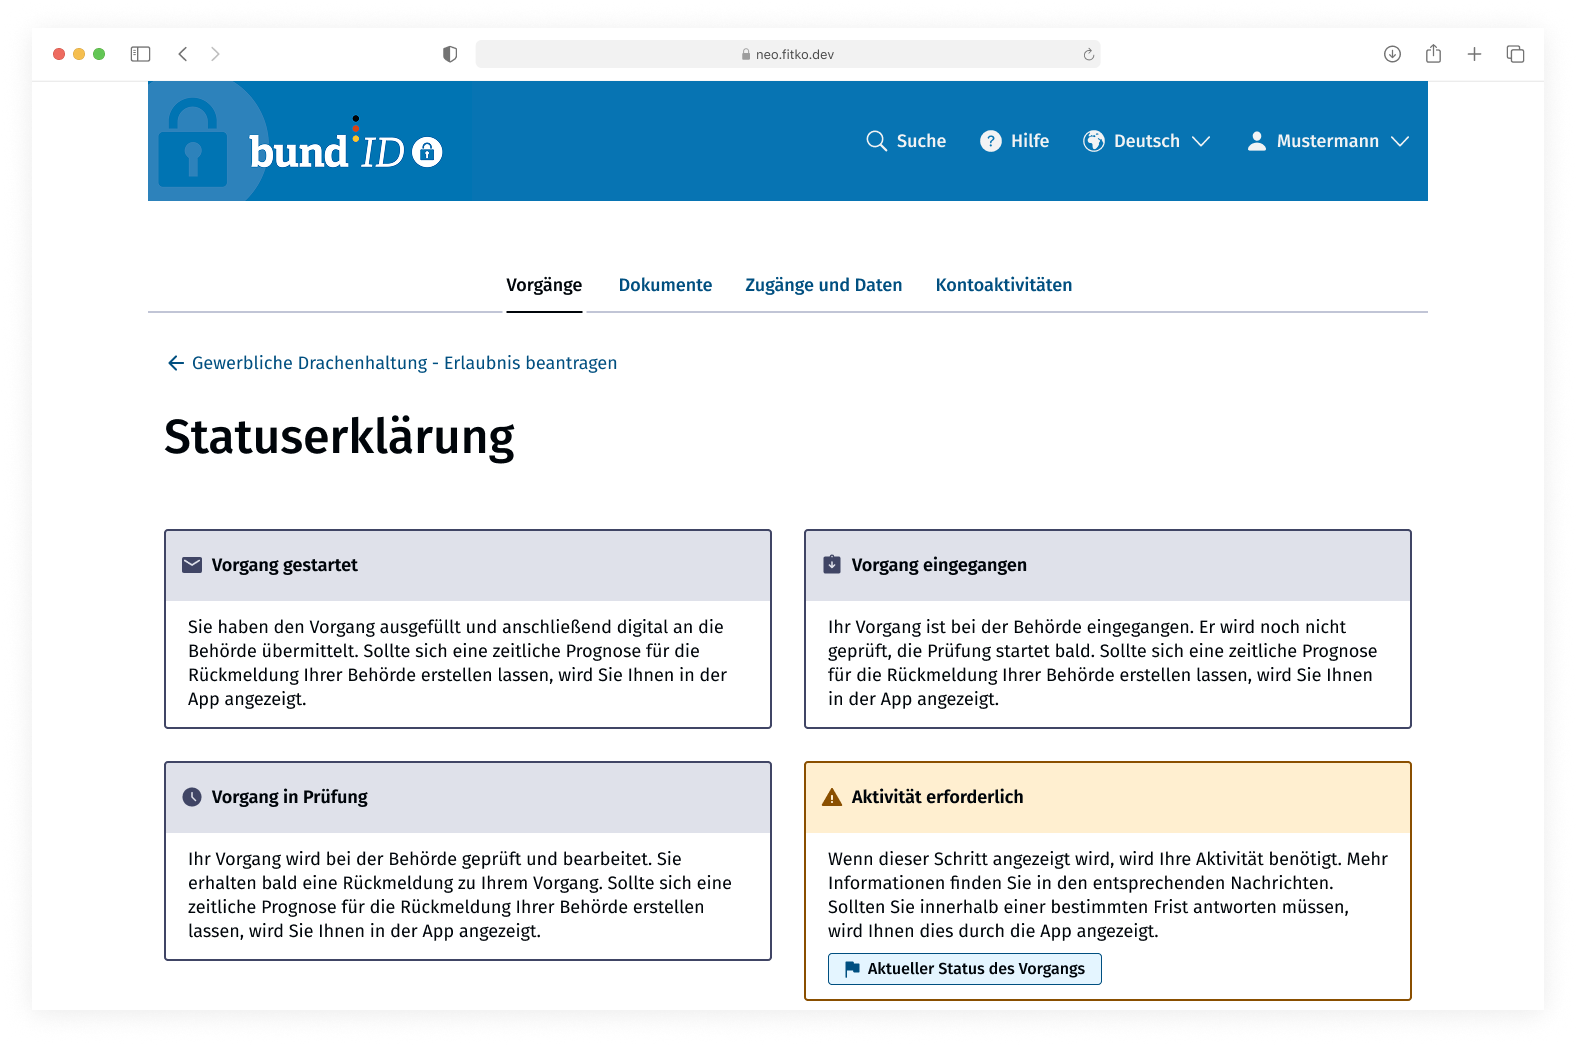 neo.fitko.dev
bund ID
Suche
Hilfe
Deutsch
Mustermann
Vorgänge
Dokumente
Zugänge und Daten
Kontoaktivitäten
Gewerbliche Drachenhaltung - Erlaubnis beantragen
Statuserklärung
Vorgang gestartet
Sie haben den Vorgang ausgefüllt und anschließend digital an die
Behörde übermittelt. Sollte sich eine zeitliche Prognose für die
Rückmeldung Ihrer Behörde erstellen lassen, wird Sie Ihnen in der
App angezeigt.
Vorgang eingegangen
Ihr Vorgang ist bei der Behörde eingegangen. Er wird noch nicht
geprüft, die Prüfung startet bald. Sollte sich eine zeitliche Prognose
für die Rückmeldung Ihrer Behörde erstellen lassen, wird Sie Ihnen
in der App angezeigt.
Vorgang in Prüfung
Ihr Vorgang wird bei der Behörde geprüft und bearbeitet. Sie
erhalten bald eine Rückmeldung zu Ihrem Vorgang. Sollte sich eine
zeitliche Prognose für die Rückmeldung Ihrer Behörde erstellen
lassen, wird Sie Ihnen in der App angezeigt.
Aktivität erforderlich
Wenn dieser Schritt angezeigt wird, wird Ihre Aktivität benötigt. Mehr
Informationen finden Sie in den entsprechenden Nachrichten.
Sollten Sie innerhalb einer bestimmten Frist antworten müssen,
wird Ihnen dies durch die App angezeigt.
Aktueller Status des Vorgangs